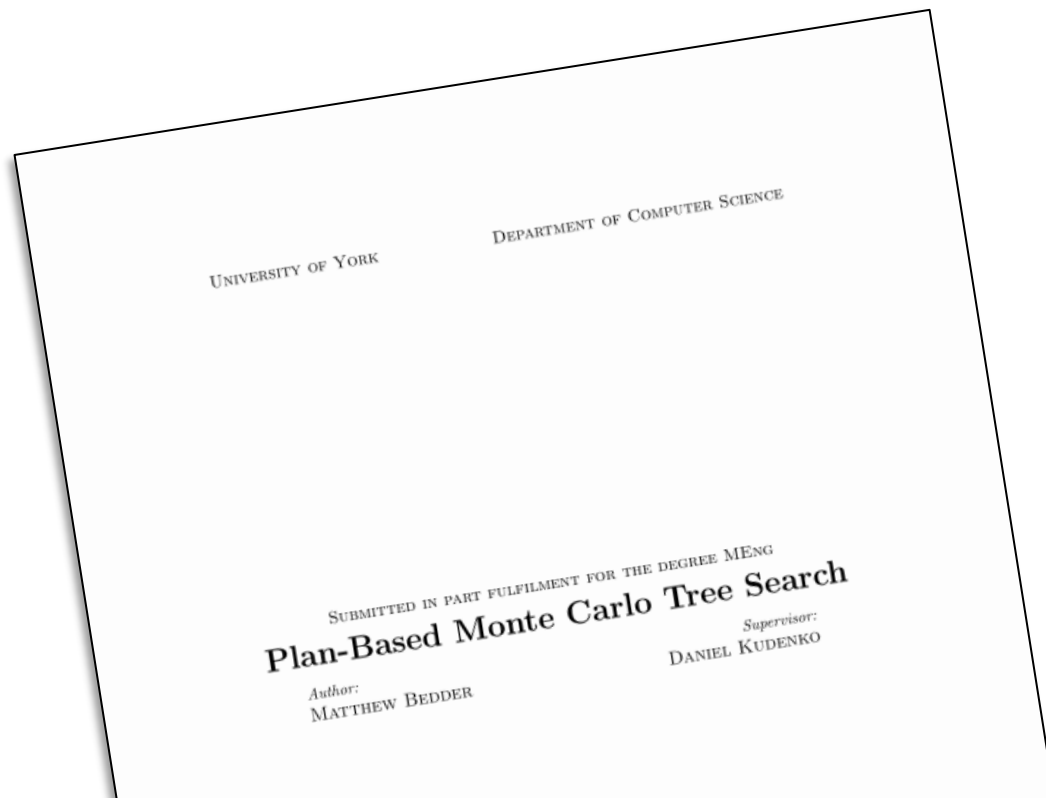 University of York
Department of Computer Science
Submitted in part fulfilment for the degree MEng
Plan-Based Monte Carlo Tree Search
Author:
Matthew Bedder
Supervisor:
Daniel Kudenko